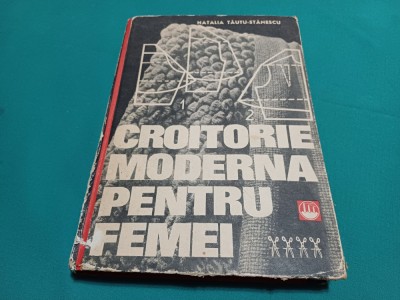 NATALIA TĂUTU-STĂNESCU
1
2
CROITORIE
MODERNA
PENTRU
FEMEI